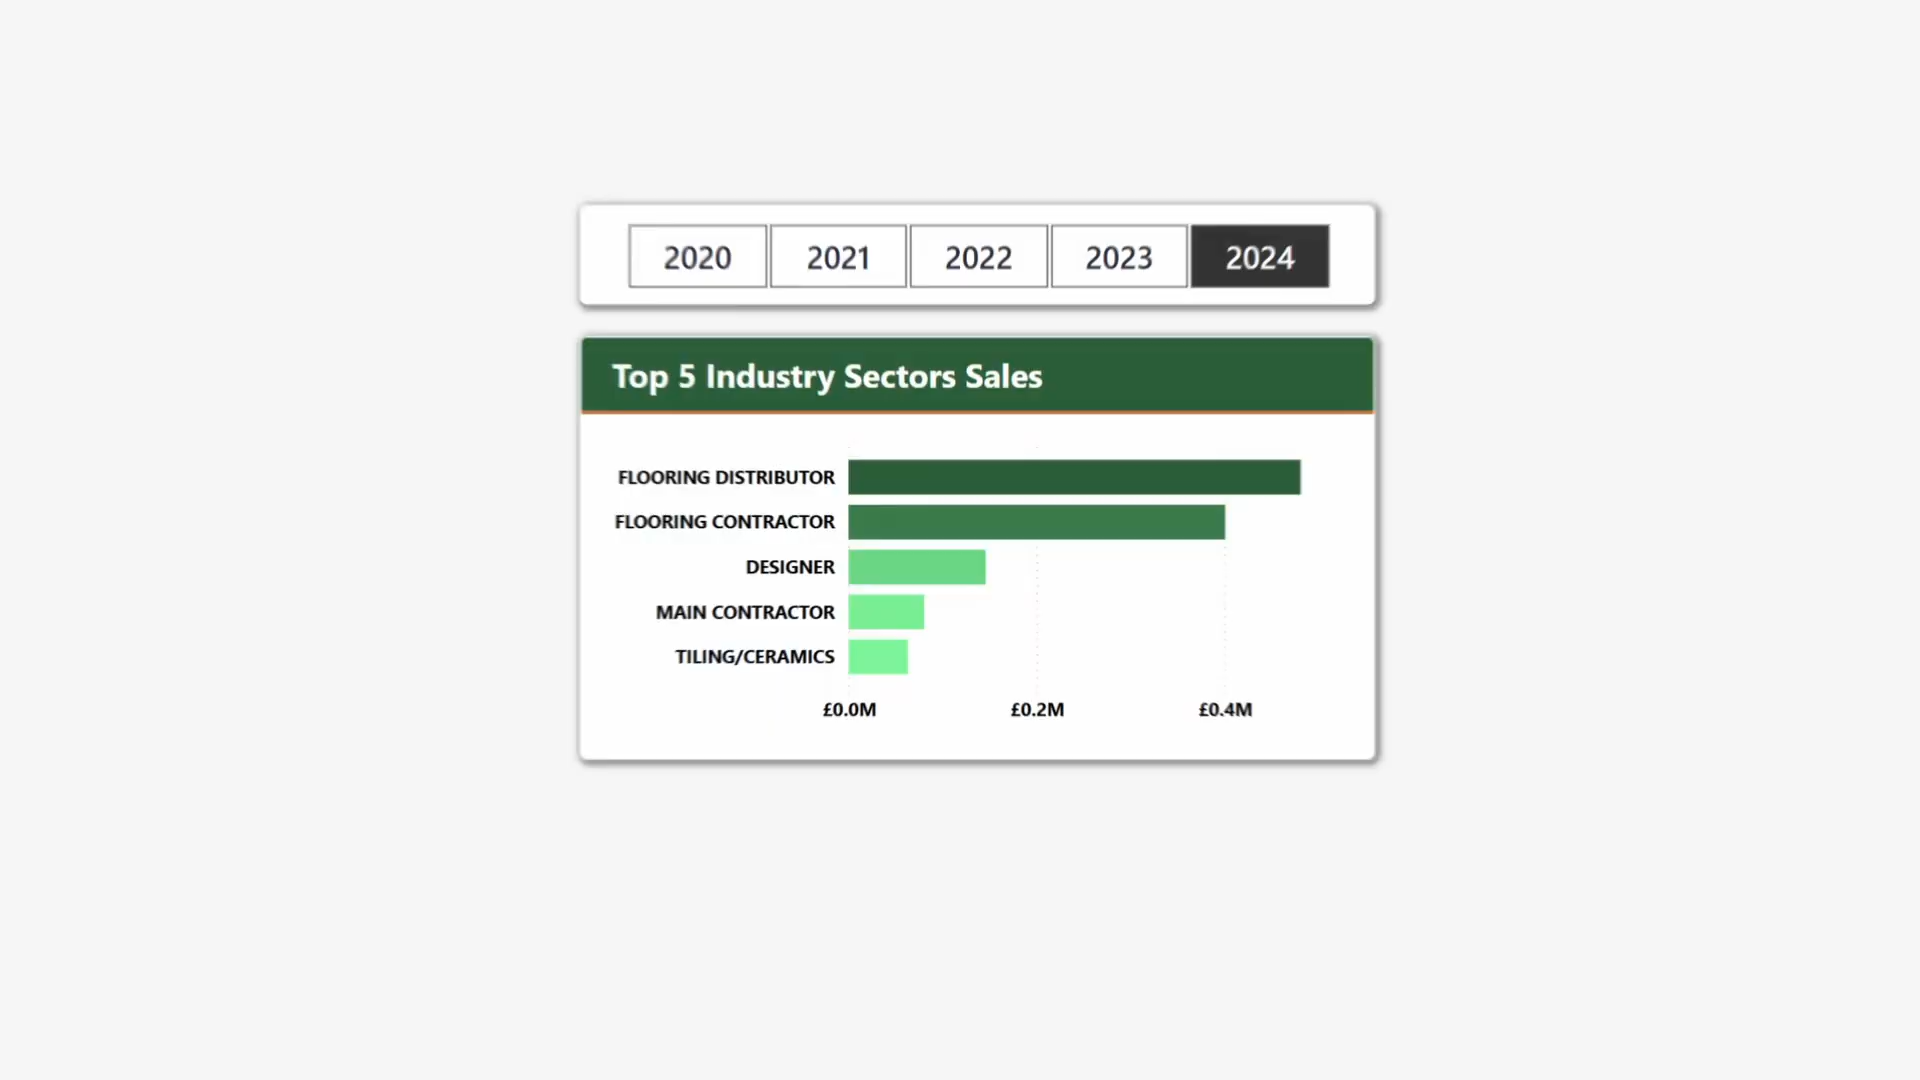 2020 2021 2022 2023 2024
Top 5 Industry Sectors Sales
FLOORING DISTRIBUTOR
FLOORING CONTRACTOR
DESIGNER
MAIN CONTRACTOR
TILING/CERAMICS
£0.0M £0.2M £0.4M